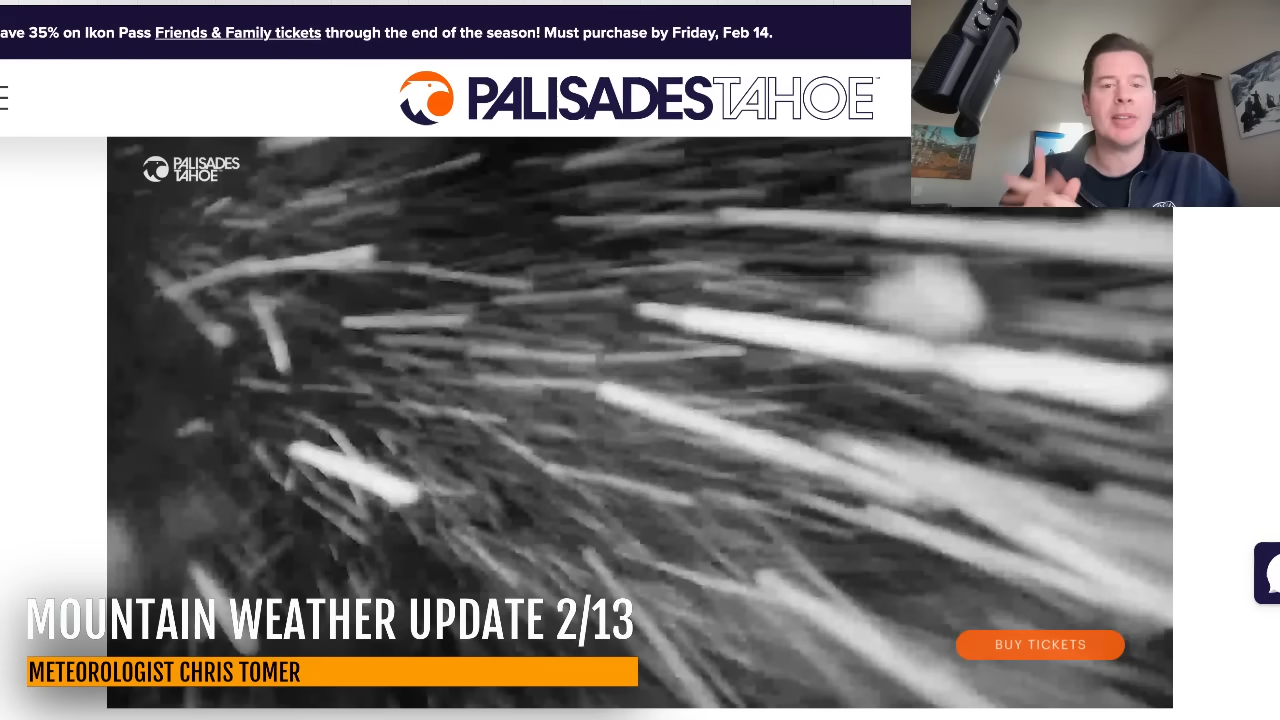 ave 35% on Ikon Pass Friends & Family tickets through the end of the season! Must purchase by Friday, Feb 14.
PALISADESTAHOE™
PALISADES
TAHOE
MOUNTAIN WEATHER UPDATE 2/13
METEOROLOGIST CHRIS TOMER
BUY TICKETS